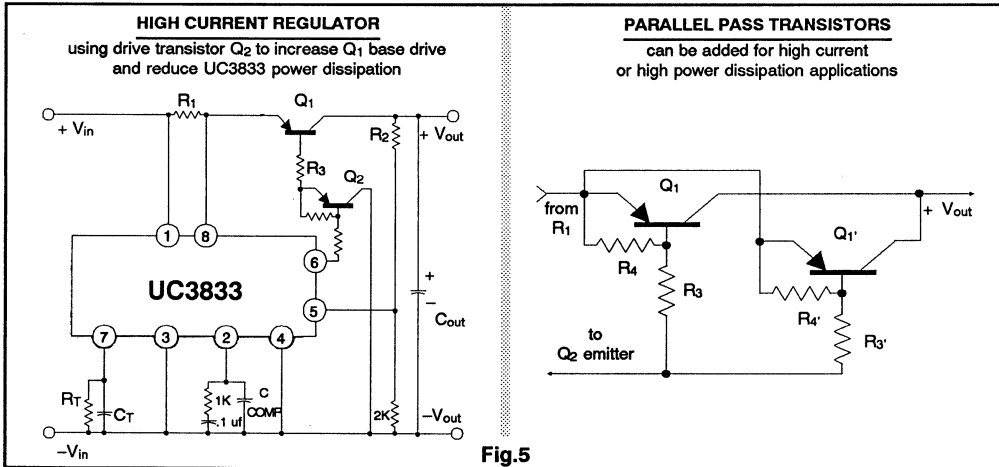 HIGH CURRENT REGULATOR
using drive transistor Q2 to increase Q1 base drive
and reduce UC3833 power dissipation
R1
Q1
+ Vin
R2
+ Vout
R3
Q2
1
8
6
UC3833
5
+
−
Cout
7
3
2
4
RT
CT
1K
C
COMP
.1 uf
2K
−Vout
−Vin
PARALLEL PASS TRANSISTORS
can be added for high current
or high power dissipation applications
Q1
from
R1
+ Vout
Q1'
R4
R3
R4'
R3'
to
Q2 emitter
Fig.5